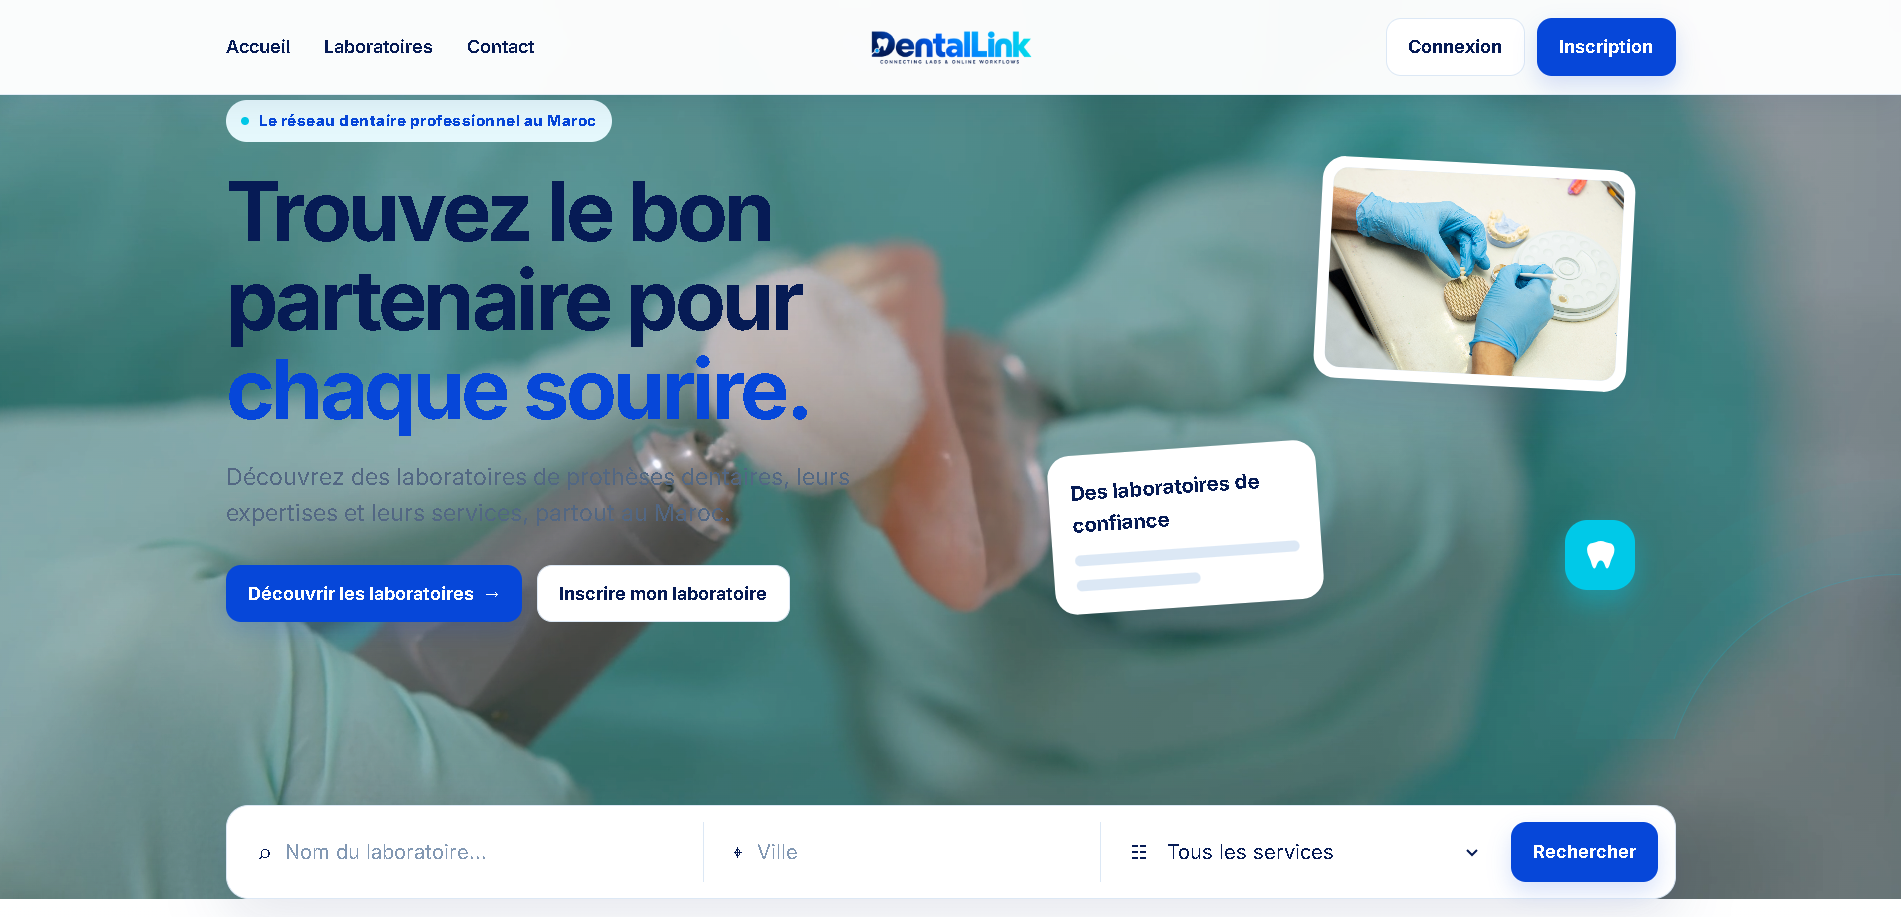 Accueil
Laboratoires
Contact
DentalLink
CONNECTING LABS & ONLINE WORKFLOWS
Connexion
Inscription
Le réseau dentaire professionnel au Maroc
Trouvez le bon
partenaire pour
chaque sourire.
Découvrez des laboratoires de prothèses dentaires, leurs
expertises et leurs services, partout au Maroc.
Découvrir les laboratoires →
Inscrire mon laboratoire
Des laboratoires de
confiance
Nom du laboratoire...
Ville
Tous les services
Rechercher